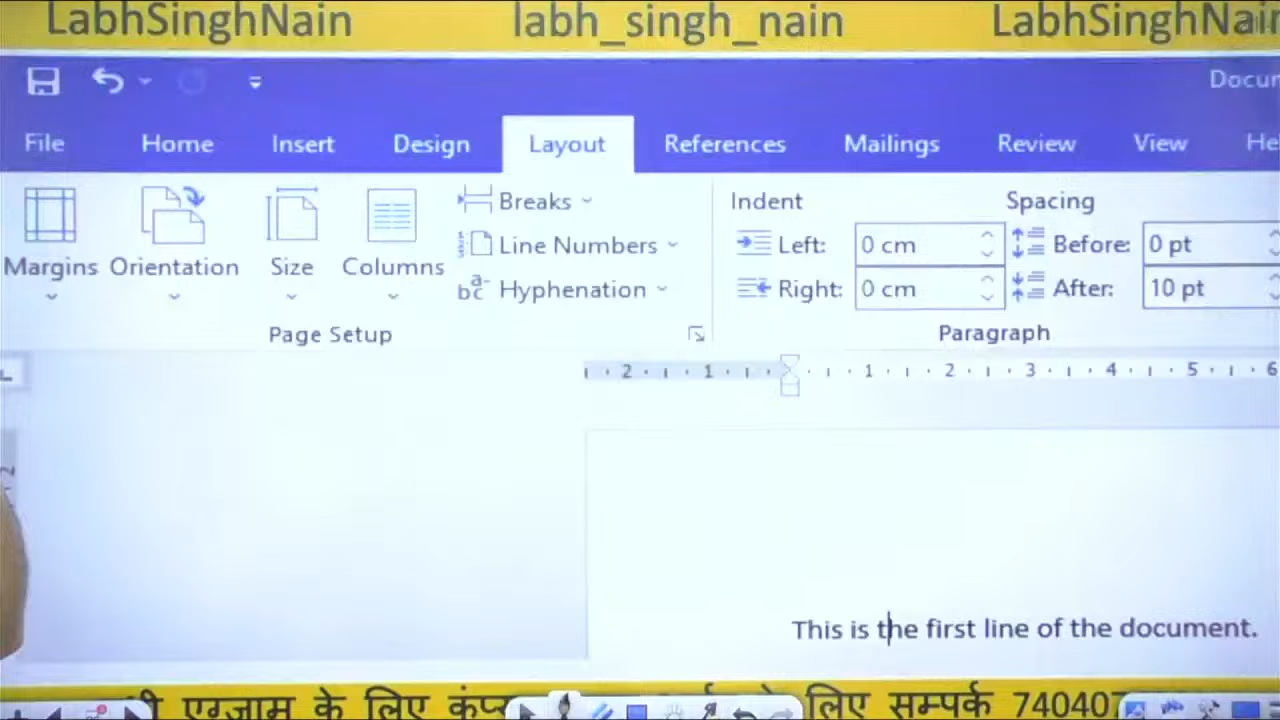 LabhSinghNain labh_singh_nain LabhSinghNain
File Home Insert Design Layout References Mailings Review View
Margins Orientation Size Columns
Breaks
Line Numbers
Hyphenation
Page Setup
Indent Spacing
Left: 0 cm Before: 0 pt
Right: 0 cm After: 10 pt
Paragraph
2 1 1 2 3 4 5 6
This is the first line of the document.
एग्जाम के लिए लिए सम्पर्क